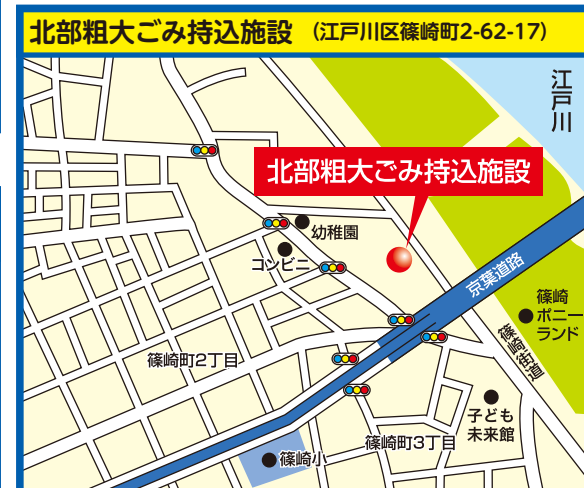 北部粗大ごみ持込施設 (江戸川区篠崎町2-62-17)
江戸川
北部粗大ごみ持込施設
幼稚園
コンビニ
京葉道路
篠崎
ポニー
ランド
篠崎街道
篠崎町2丁目
子ども
未来館
篠崎町3丁目
篠崎小